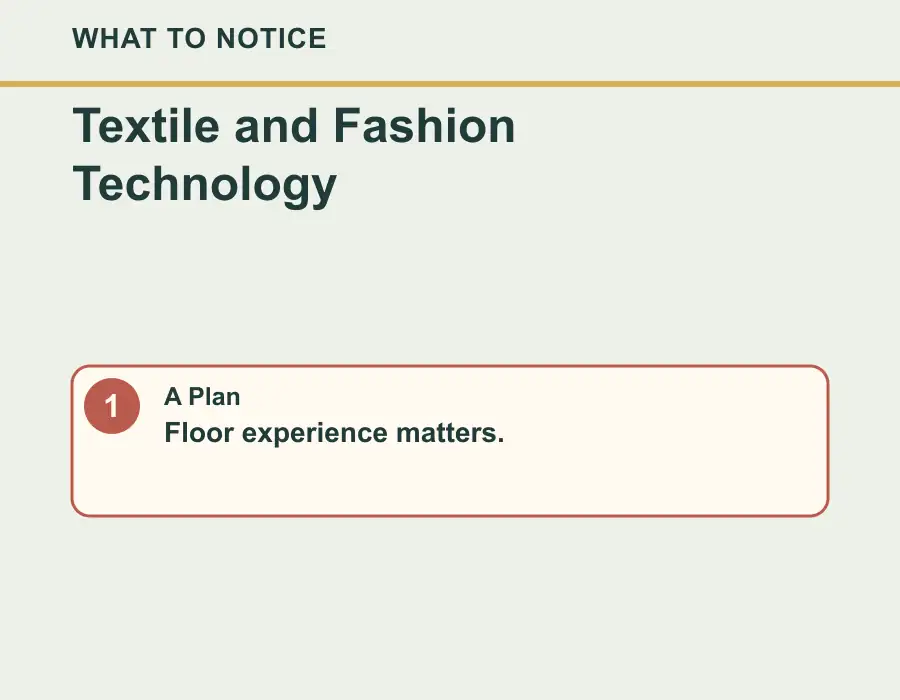 WHAT TO NOTICE
Textile and Fashion
Technology
1
A Plan
Floor experience matters.